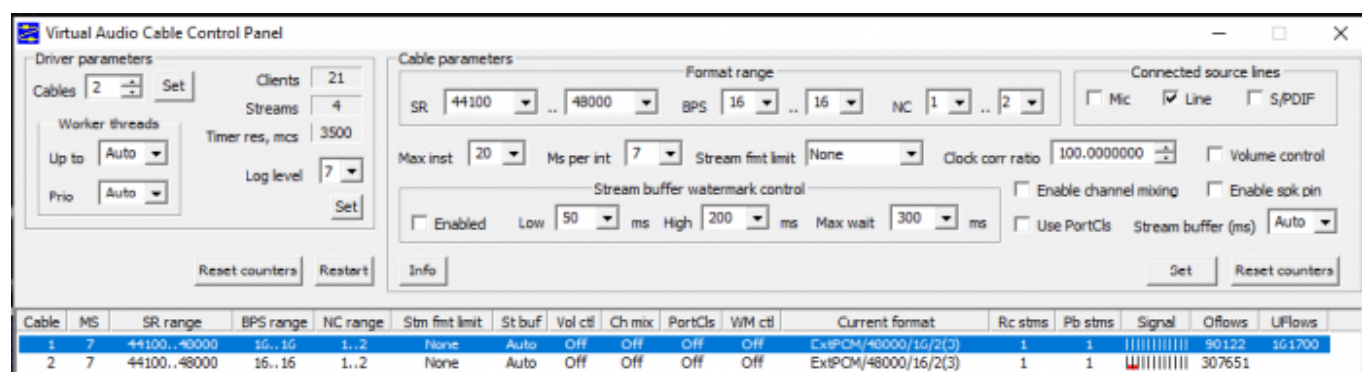 Virtual Audio Cable Control Panel
Driver parameters
Cables 2 Set
Clients 21
Streams 4
Worker threads
Timer res, mcs 3500
Up to Auto
Log level 7
Prio Auto
Set
Reset counters Restart
Cable parameters
Format range
SR 44100 .. 48000 BPS 16 .. 16 NC 1 .. 2
Connected source lines
Mic Line S/PDIF
Max inst 20 Ms per int 7 Stream fmt limit None Clock corr ratio 100.0000000 Volume control
Stream buffer watermark control
Enable channel mixing Enable spk pin
Enabled Low 50 ms High 200 ms Max wait 300 ms
Use PortCls Stream buffer (ms) Auto
Info Set Reset counters
Cable MS SR range BPS range NC range Stm fmt limit St buf Vol ctl Ch mix PortCls WM ctl Current format Rc stms Pb stms Signal Oflows UFlows
1 7 44100..48000 16..16 1..2 None Auto Off Off Off Off ExtPCM/48000/16/2(3) 1 1 90122 161700
2 7 44100..48000 16..16 1..2 None Auto Off Off Off Off ExtPCM/48000/16/2(3) 1 1 307651